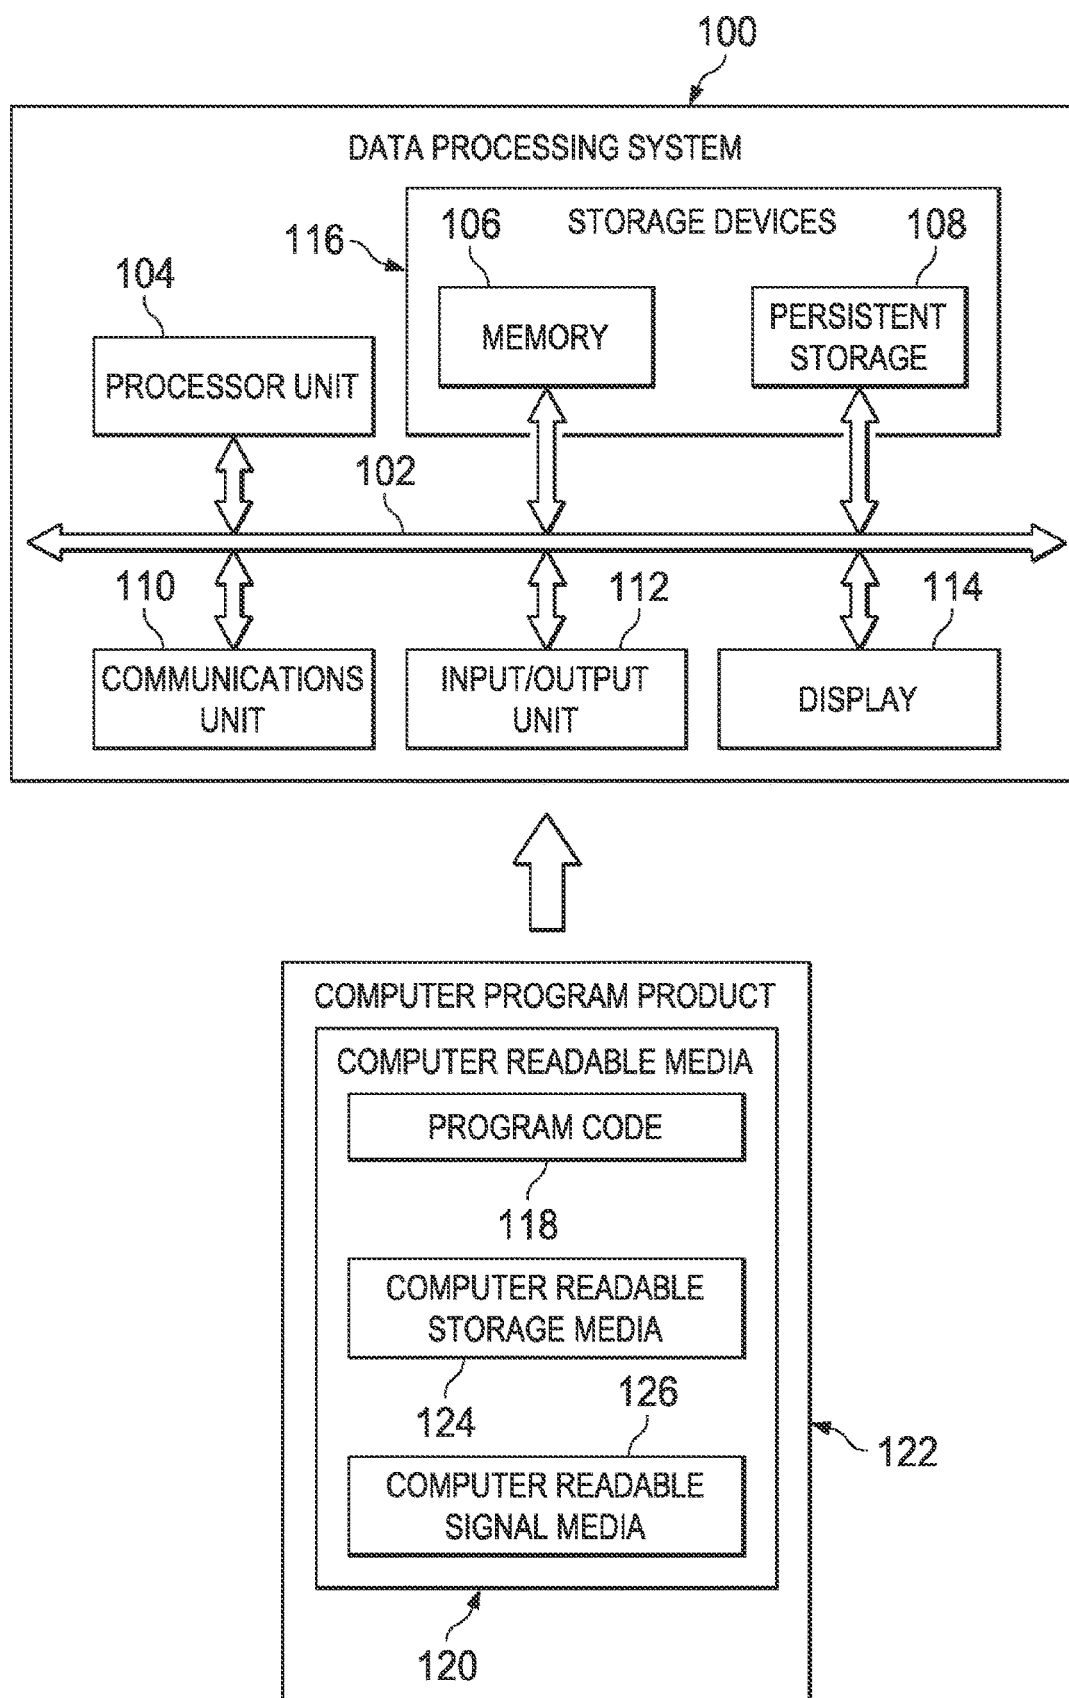 100
DATA PROCESSING SYSTEM
106
STORAGE DEVICES
108
116
104
MEMORY
PERSISTENT
STORAGE
PROCESSOR UNIT
102
110
112
114
COMMUNICATIONS
UNIT
INPUT/OUTPUT
UNIT
DISPLAY
COMPUTER PROGRAM PRODUCT
COMPUTER READABLE MEDIA
PROGRAM CODE
118
COMPUTER READABLE
STORAGE MEDIA
124
126
122
COMPUTER READABLE
SIGNAL MEDIA
120